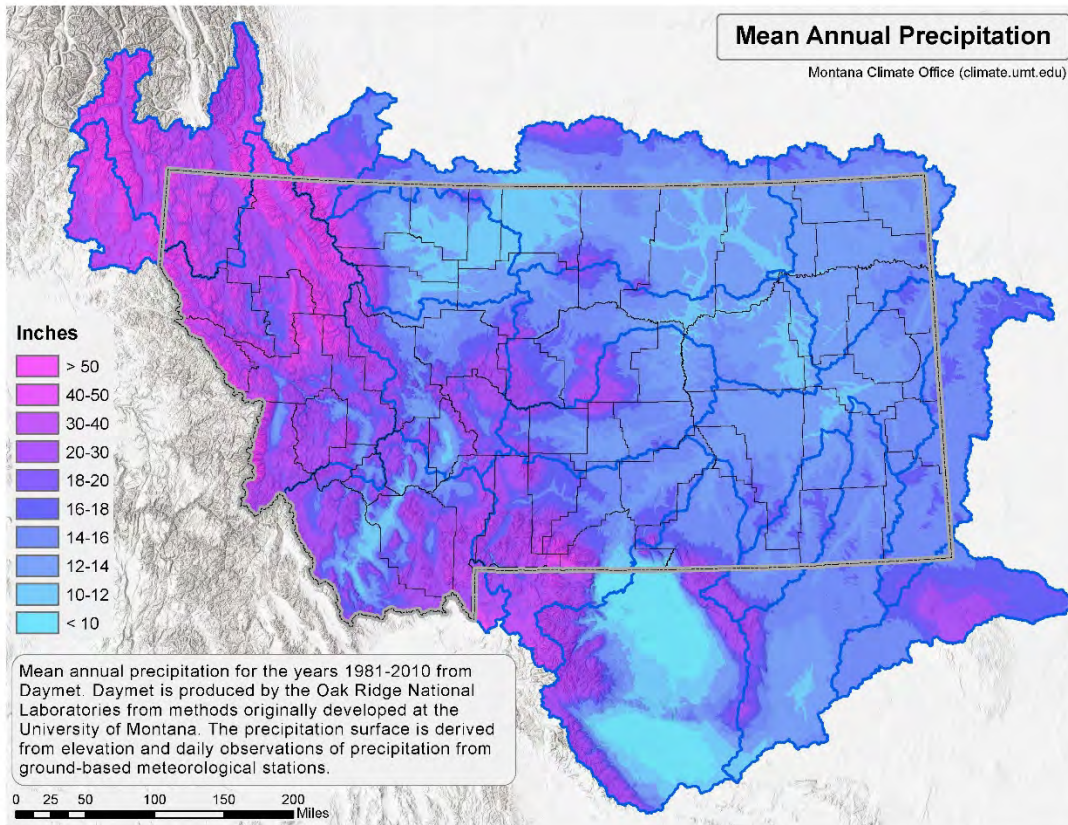 Mean Annual Precipitation
Montana Climate Office (climate.umt.edu)
Inches
> 50
40-50
30-40
20-30
18-20
16-18
14-16
12-14
10-12
< 10
Mean annual precipitation for the years 1981-2010 from
Daymet. Daymet is produced by the Oak Ridge National
Laboratories from methods originally developed at the
University of Montana. The precipitation surface is derived
from elevation and daily observations of precipitation from
ground-based meteorological stations.
0 25 50 100 150 200
Miles